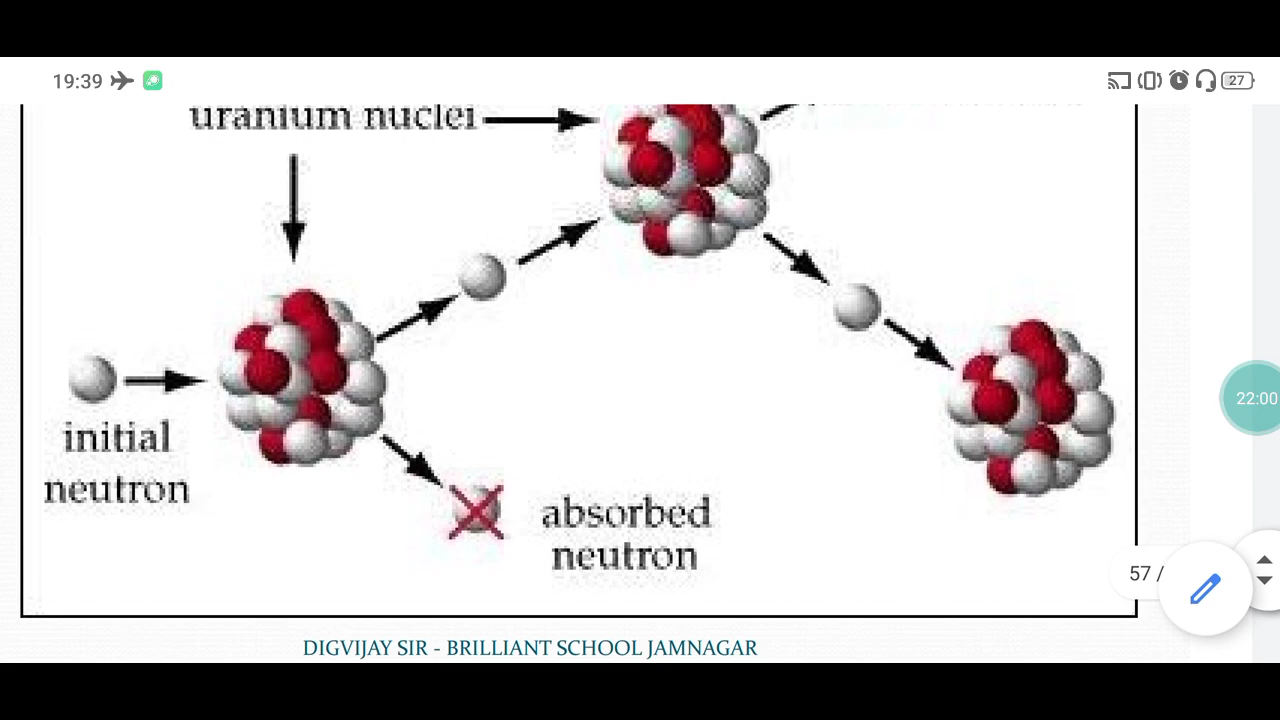 19:39
27
uranium nuclei
initial
neutron
absorbed
neutron
22:00
57 /
DIGVIJAY SIR - BRILLIANT SCHOOL JAMNAGAR